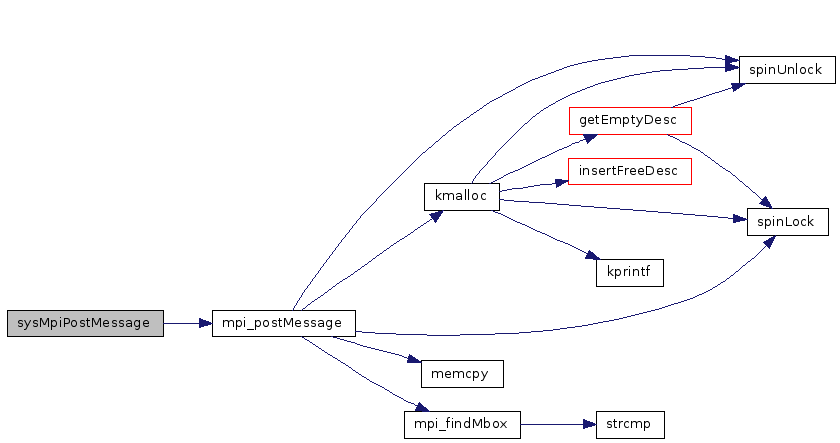 spinUnlock
getEmptyDesc
insertFreeDesc
kmalloc
spinLock
kprintf
sysMpiPostMessage
mpi_postMessage
memcpy
mpi_findMbox
strcmp